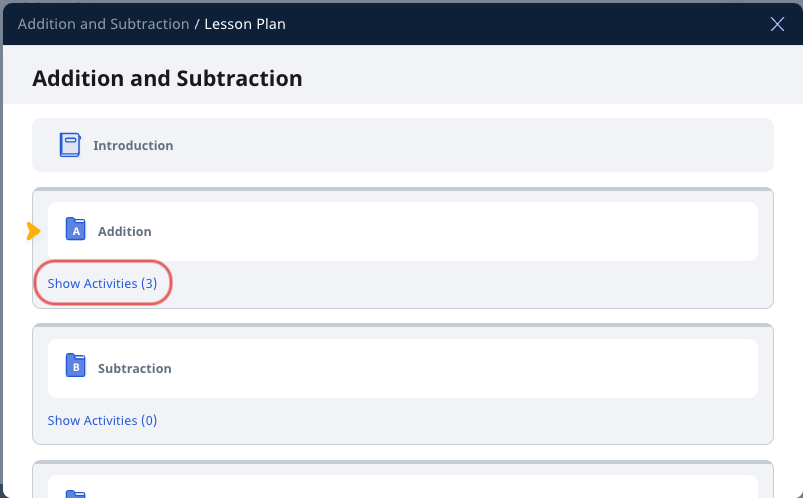 Addition and Subtraction / Lesson Plan
Addition and Subtraction
Introduction
A Addition
Show Activities (3)
B Subtraction
Show Activities (0)